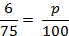 6/75 = p/100